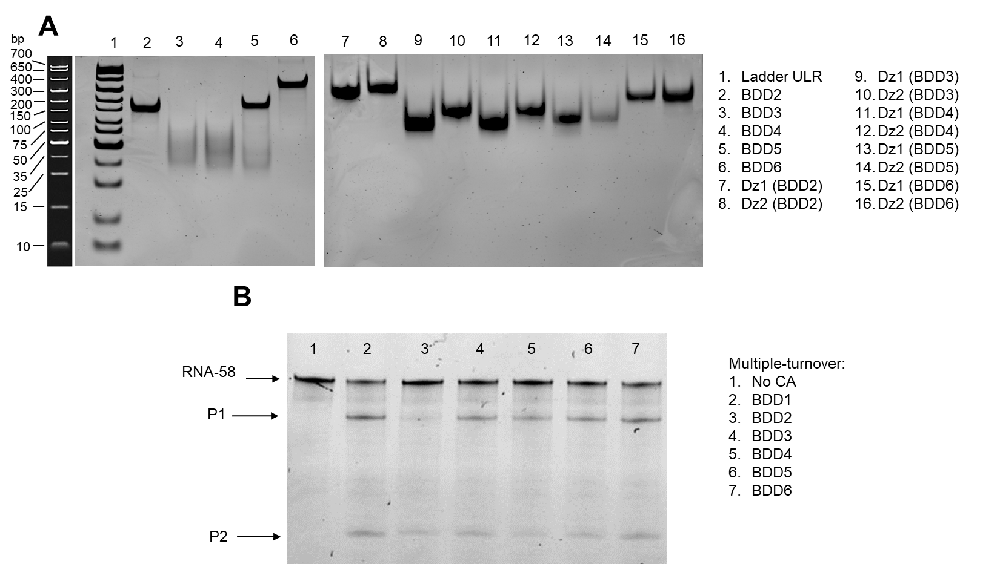 A
bp
700
650
400
300
200
150
100
75
50
35
25
15
10
1 2 3 4 5 6 7 8 9 10 11 12 13 14 15 16
1. Ladder ULR
2. BDD2
3. BDD3
4. BDD4
5. BDD5
6. BDD6
7. Dz1 (BDD2)
8. Dz2 (BDD2)
9. Dz1 (BDD3)
10. Dz2 (BDD3)
11. Dz1 (BDD4)
12. Dz2 (BDD4)
13. Dz1 (BDD5)
14. Dz2 (BDD5)
15. Dz1 (BDD6)
16. Dz2 (BDD6)
B
1 2 3 4 5 6 7
RNA-58
P1
P2
Multiple-turnover:
1. No CA
2. BDD1
3. BDD2
4. BDD3
5. BDD4
6. BDD5
7. BDD6